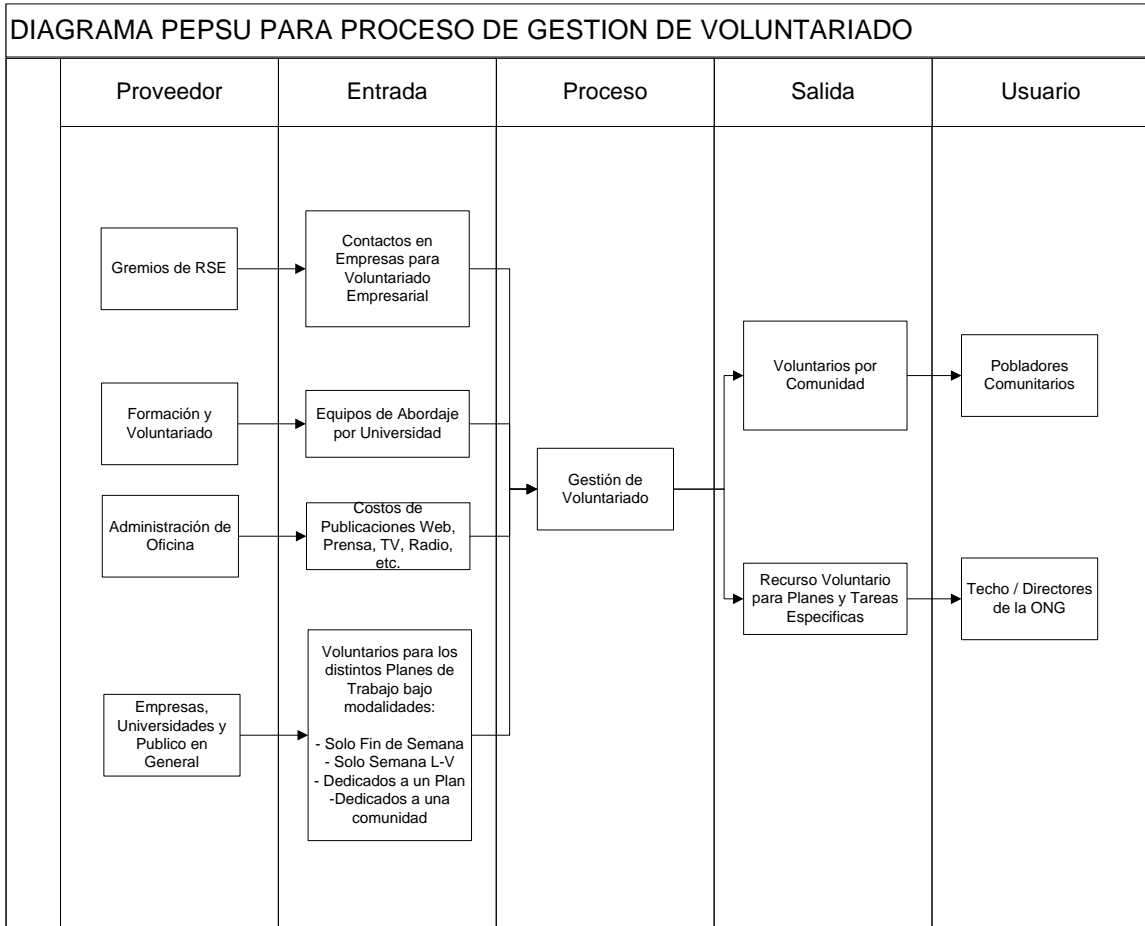 DIAGRAMA PEPSU PARA PROCESO DE GESTION DE VOLUNTARIADO
Proveedor
Entrada
Proceso
Salida
Usuario
Gremios de RSE
Contactos en
Empresas para
Voluntariado
Empresarial
Formación y
Voluntariado
Equipos de Abordaje
por Universidad
Administración de
Oficina
Costos de
Publicaciones Web,
Prensa, TV, Radio,
etc.
Empresas,
Universidades y
Publico en
General
Voluntarios para los
distintos Planes de
Trabajo bajo
modalidades:
- Solo Fin de Semana
- Solo Semana L-V
- Dedicados a un Plan
-Dedicados a una
comunidad
Gestión de
Voluntariado
Voluntarios por
Comunidad
Pobladores
Comunitarios
Recurso Voluntario
para Planes y Tareas
Especificas
Techo / Directores
de la ONG